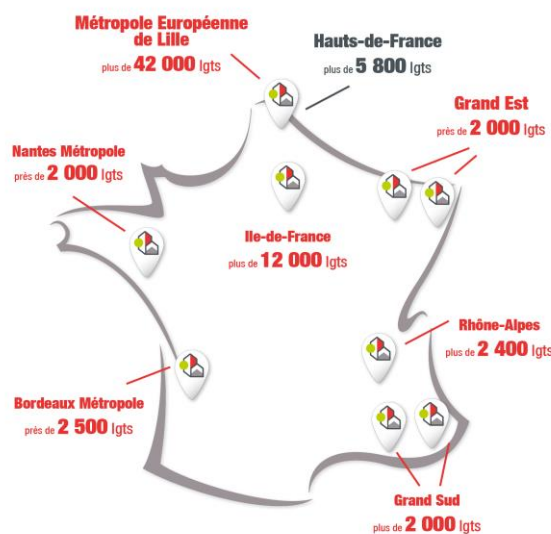 Métropole Européenne
de Lille
plus de 42 000 lgts
Hauts-de-France
plus de 5 800 lgts
Grand Est
près de 2 000 lgts
Nantes Métropole
près de 2 000 lgts
Ile-de-France
plus de 12 000 lgts
Rhône-Alpes
plus de 2 400 lgts
Bordeaux Métropole
près de 2 500 lgts
Grand Sud
plus de 2 000 lgts